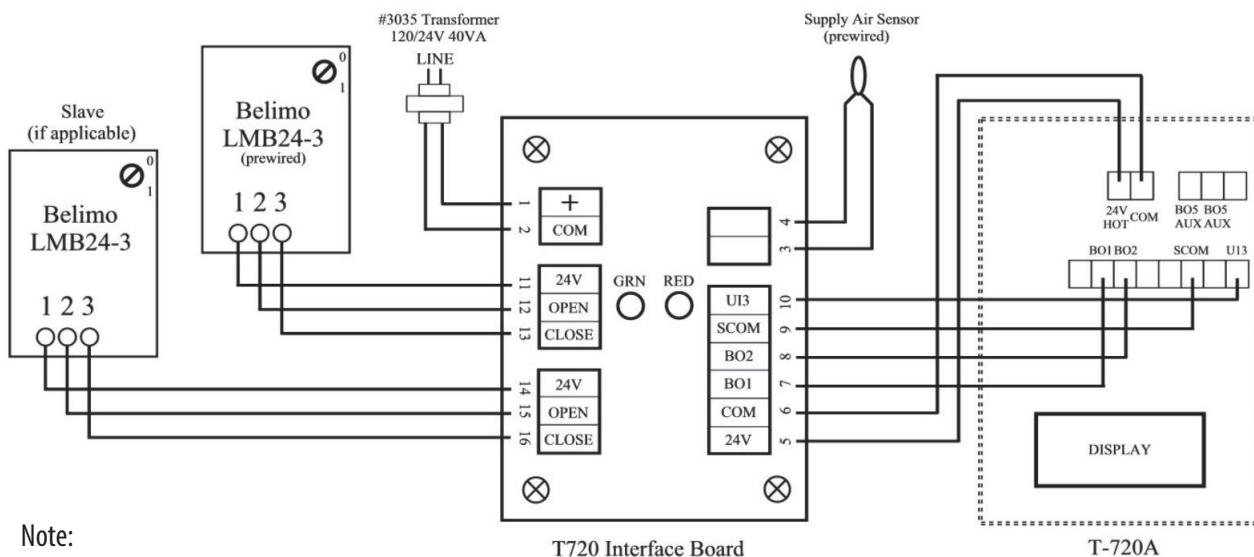 #3035 Transformer
120/24V 40VA
LINE
Supply Air Sensor
(prewired)
Slave
(if applicable)
0
1
Belimo
LMB24-3
(prewired)
1 2 3
0
1
Belimo
LMB24-3
1 2 3
1
+
2
COM
11
24V
12
OPEN
13
CLOSE
14
24V
15
OPEN
16
CLOSE
GRN
RED
4
3
UI3
10
SCOM
9
BO2
8
BO1
7
COM
6
24V
5
24V
HOT
COM
BO5 BO5
AUX AUX
BO1 BO2
SCOM
U13
DISPLAY
Note:
T720 Interface Board
T-720A